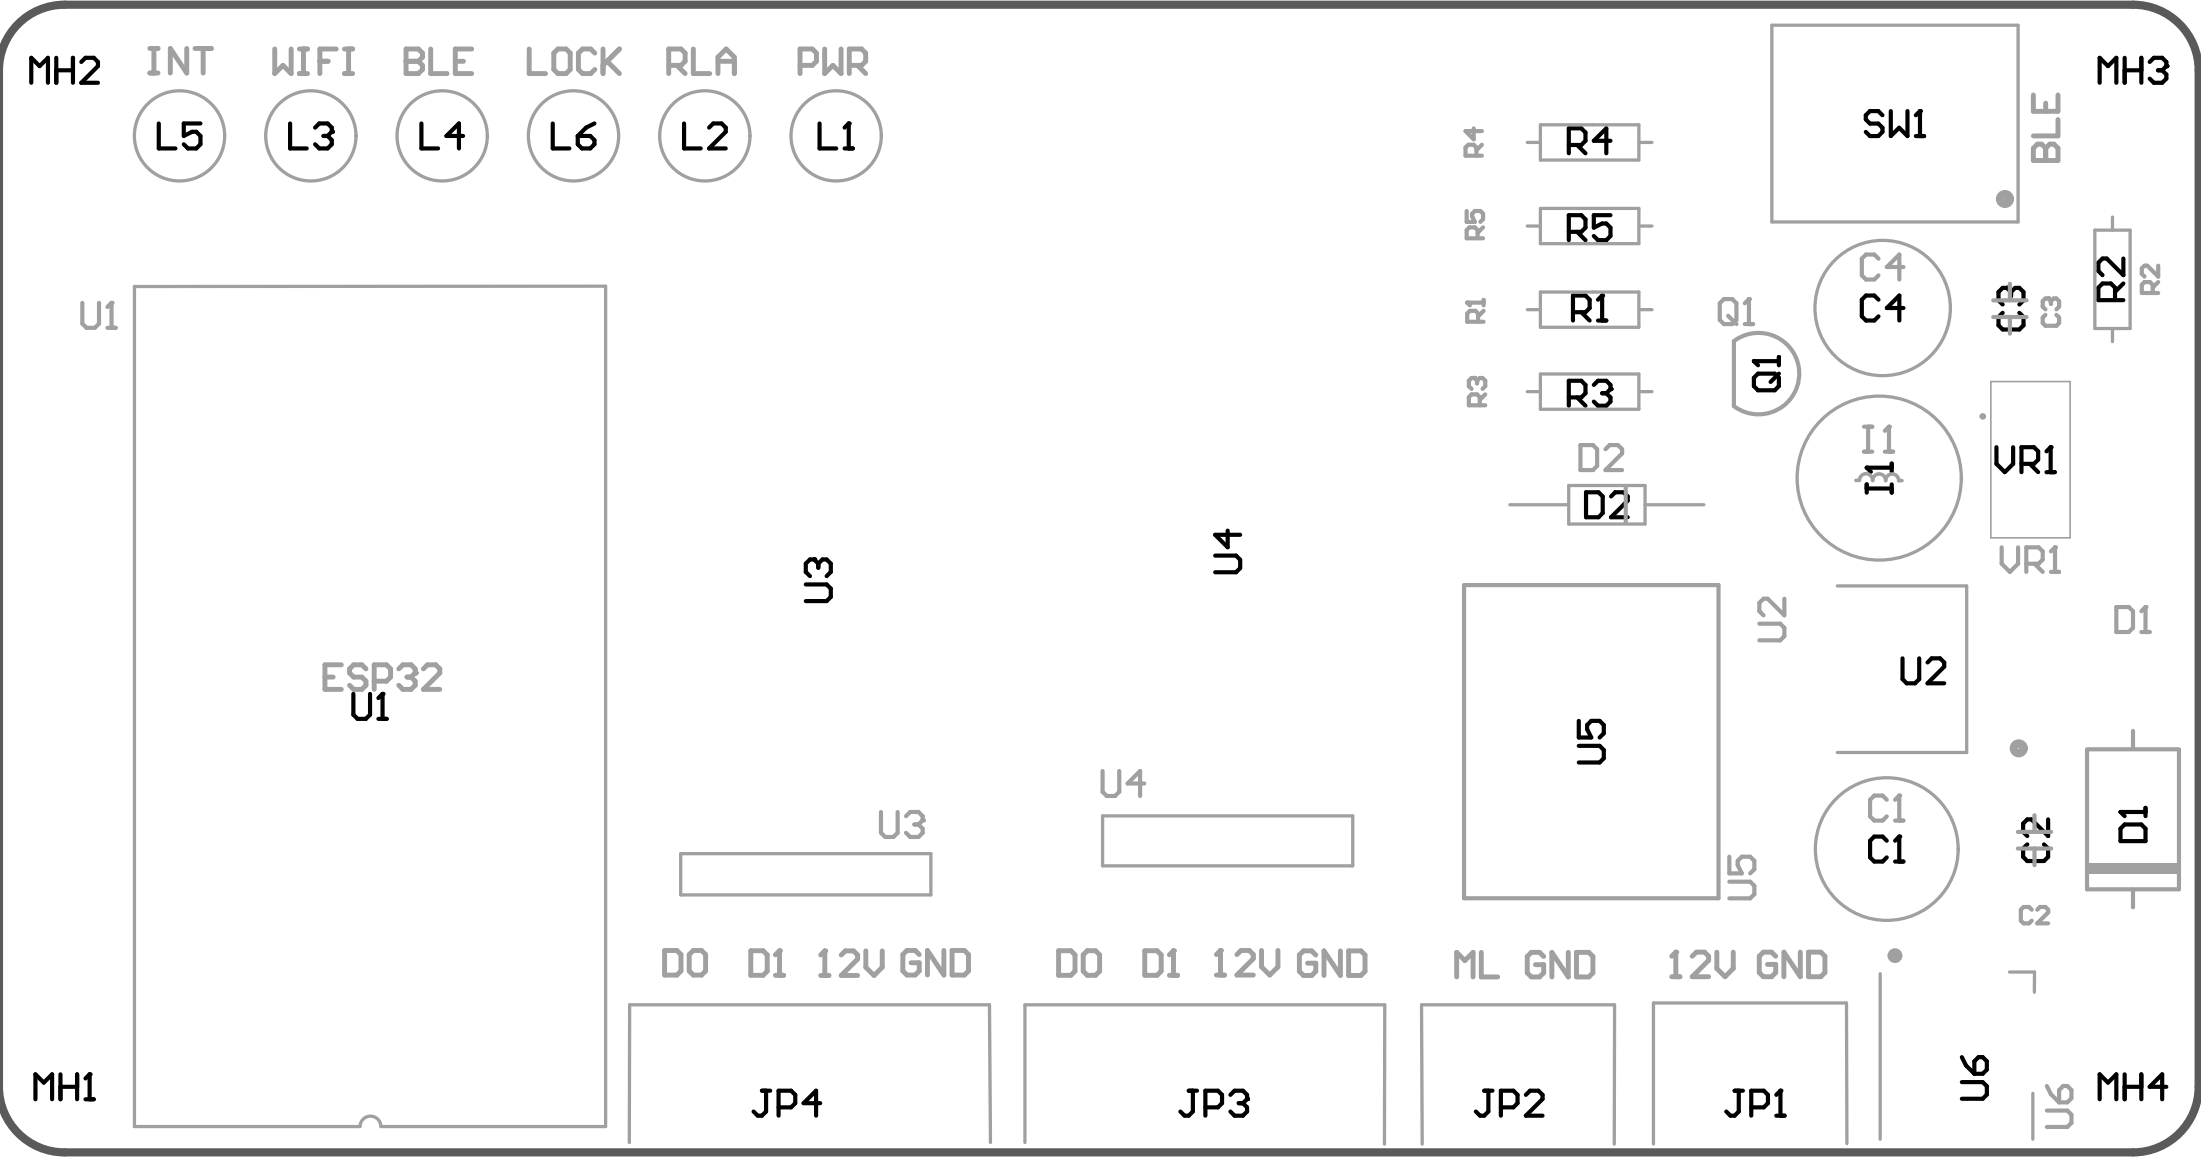 INT WIFI BLE LOCK RLA PWR
MH2 MH3
L5 L3 L4 L6 L2 L1
SW1 BLE
R4 R4
R5 R5
C4
C4 C3 C3 R2 R2
U1 R1 R1 Q1
Q1
R3 R3
I1
I1 VR1
D2
D2
U4
VR1
U3
U2 D1
ESP32
U1
U2
U5
U4
U3
C1
C1 C2 D1
U5
C2
D0 D1 12V GND D0 D1 12V GND ML GND 12V GND
MH1 U6 MH4
JP4 JP3 JP2 JP1 U6